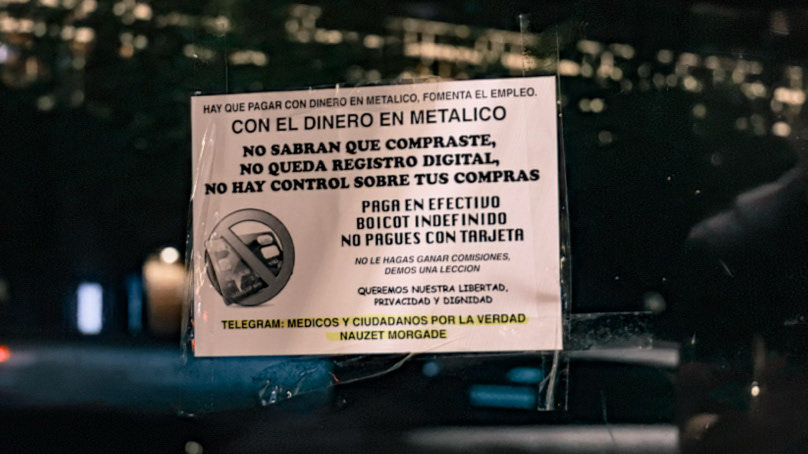 HAY QUE PAGAR CON DINERO EN METALICO, FOMENTA EL EMPLEO.
CON EL DINERO EN METALICO
NO SABRAN QUE COMPRASTE,
NO QUEDA REGISTRO DIGITAL,
NO HAY CONTROL SOBRE TUS COMPRAS
PAGA EN EFECTIVO
BOICOT INDEFINIDO
NO PAGUES CON TARJETA
NO LE HAGAS GANAR COMISIONES,
DEMOS UNA LECCION
QUEREMOS NUESTRA LIBERTAD,
PRIVACIDAD Y DIGNIDAD
TELEGRAM: MEDICOS Y CIUDADANOS POR LA VERDAD
NAUZET MORGADE